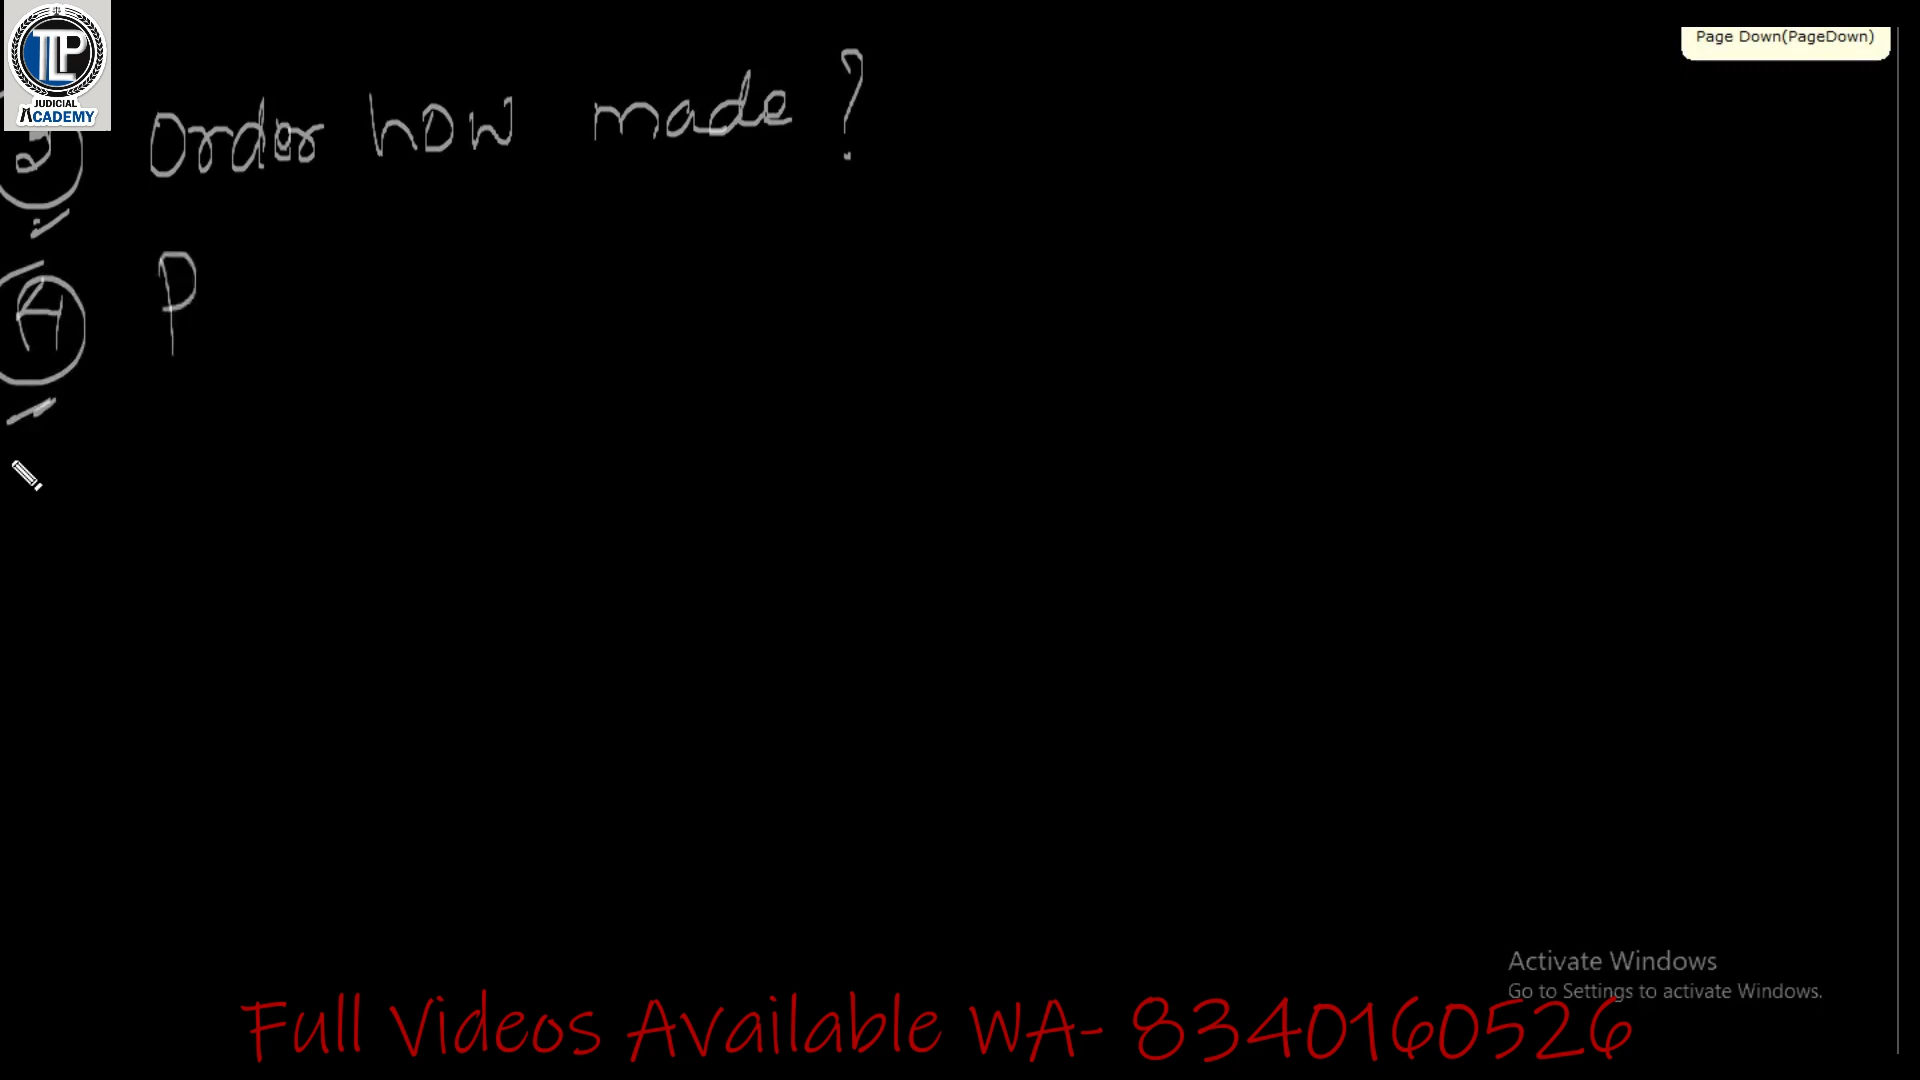 TLP
JUDICIAL
ACADEMY
Page Down(PageDown)
Order how made ?
4 P
Activate Windows
Go to Settings to activate Windows.
Full Videos Available WA- 8340160526